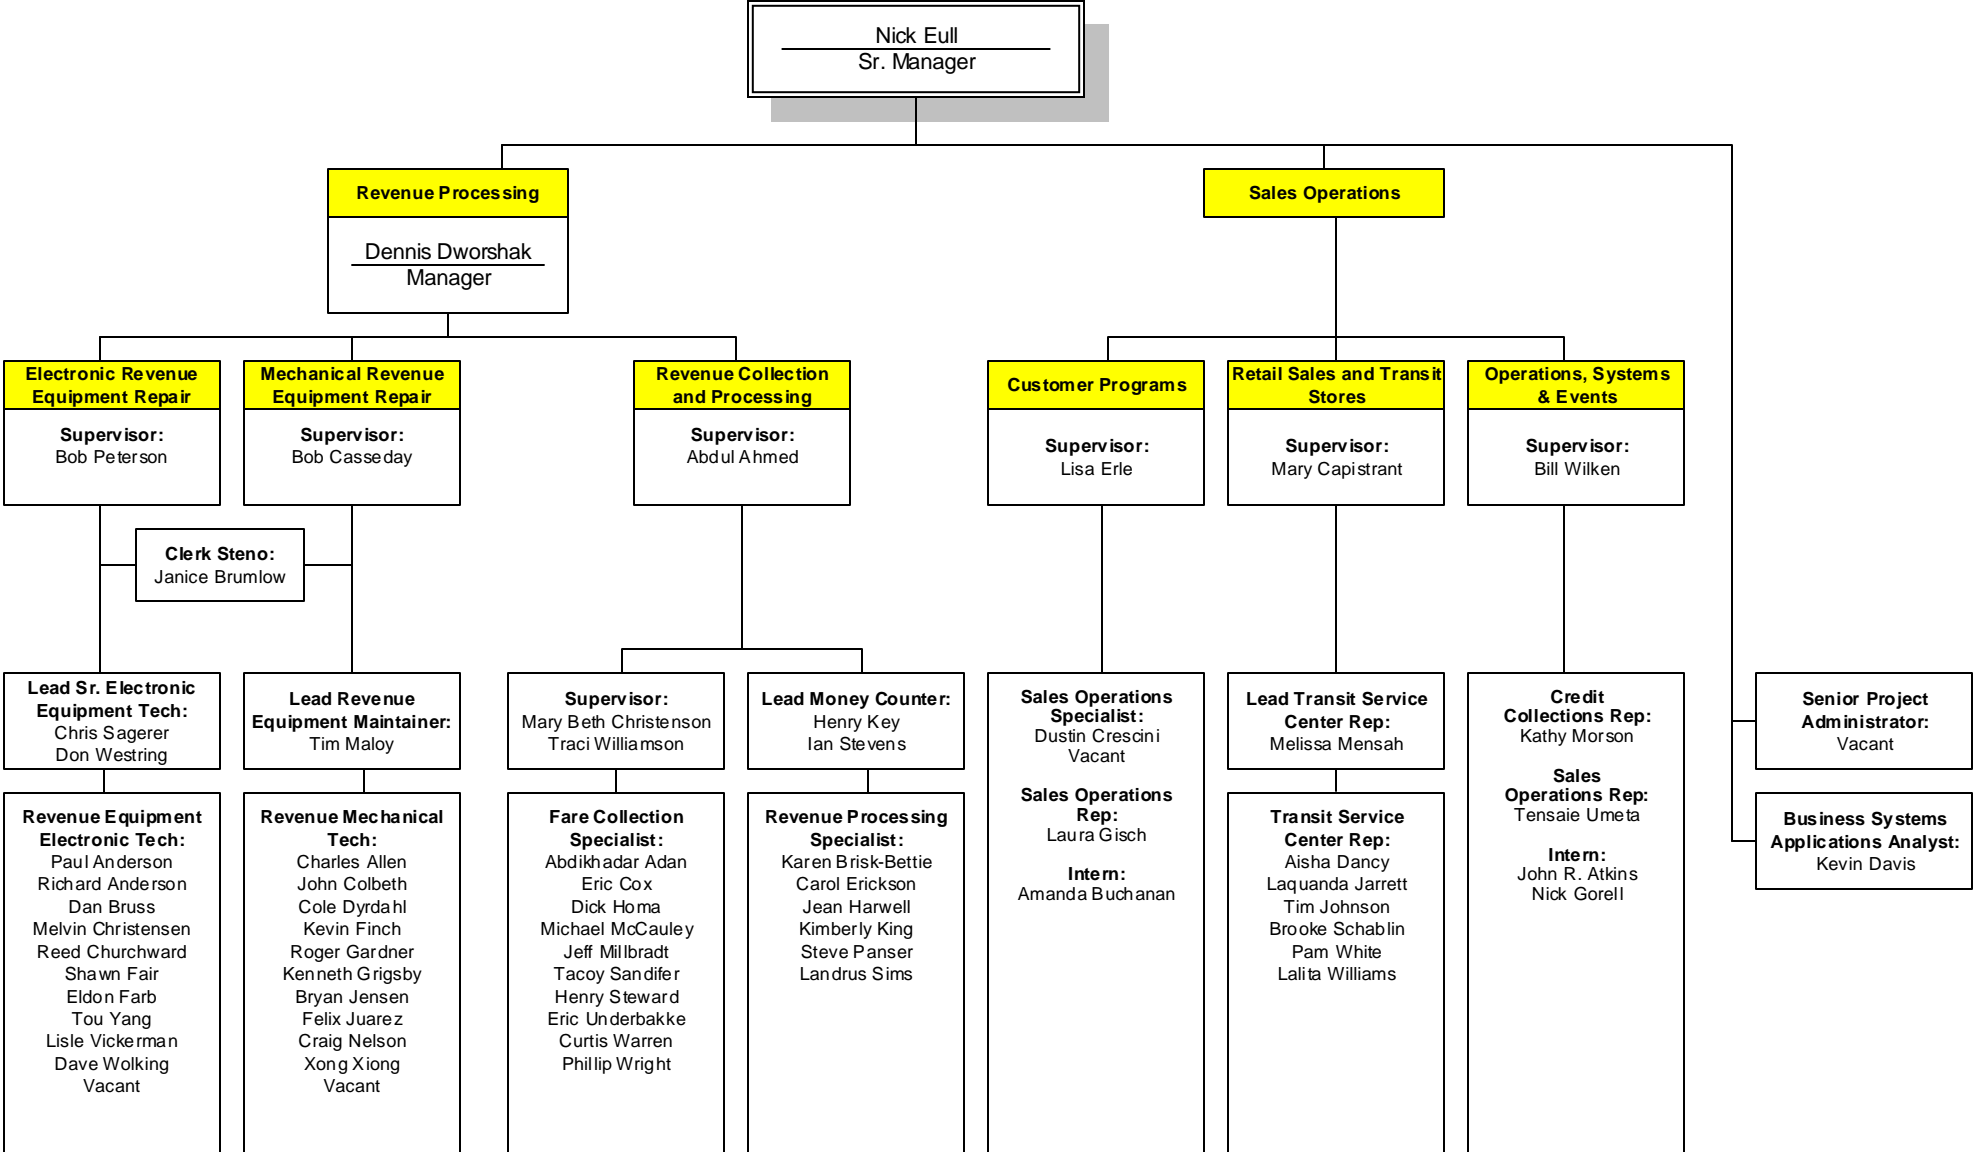 Nick Eull
Sr. Manager
Revenue Processing
Dennis Dworshak
Manager
Sales Operations
Electronic Revenue
Equipment Repair
Supervisor:
Bob Peterson
Mechanical Revenue
Equipment Repair
Supervisor:
Bob Casseday
Revenue Collection
and Processing
Supervisor:
Abdul Ahmed
Customer Programs
Supervisor:
Lisa Erle
Retail Sales and Transit
Stores
Supervisor:
Mary Capistrant
Operations, Systems
& Events
Supervisor:
Bill Wilken
Clerk Steno:
Janice Brumlow
Lead Sr. Electronic
Equipment Tech:
Chris Sagerer
Don Westring
Lead Revenue
Equipment Maintainer:
Tim Maloy
Supervisor:
Mary Beth Christenson
Traci Williamson
Lead Money Counter:
Henry Key
Ian Stevens
Sales Operations
Specialist:
Dustin Crescini
Vacant
Sales Operations
Rep:
Laura Gisch
Intern:
Amanda Buchanan
Lead Transit Service
Center Rep:
Melissa Mensah
Credit
Collections Rep:
Kathy Morson
Sales
Operations Rep:
Tensaie Umeta
Intern:
John R. Atkins
Nick Gorell
Senior Project
Administrator:
Vacant
Business Systems
Applications Analyst:
Kevin Davis
Revenue Equipment
Electronic Tech:
Paul Anderson
Richard Anderson
Dan Bruss
Melvin Christensen
Reed Churchward
Shawn Fair
Eldon Farb
Tou Yang
Lisle Vickerman
Dave Wolking
Vacant
Revenue Mechanical
Tech:
Charles Allen
John Colbeth
Cole Dyrdahl
Kevin Finch
Roger Gardner
Kenneth Grigsby
Bryan Jensen
Felix Juarez
Craig Nelson
Xong Xiong
Vacant
Fare Collection
Specialist:
Abdikhadar Adan
Eric Cox
Dick Homa
Michael McCauley
Jeff Millbradt
Tacoy Sandifer
Henry Steward
Eric Underbakke
Curtis Warren
Phillip Wright
Revenue Processing
Specialist:
Karen Brisk-Bettie
Carol Erickson
Jean Harwell
Kimberly King
Steve Panser
Landrus Sims
Transit Service
Center Rep:
Aisha Dancy
Laquanda Jarrett
Tim Johnson
Brooke Schablin
Pam White
Lalita Williams